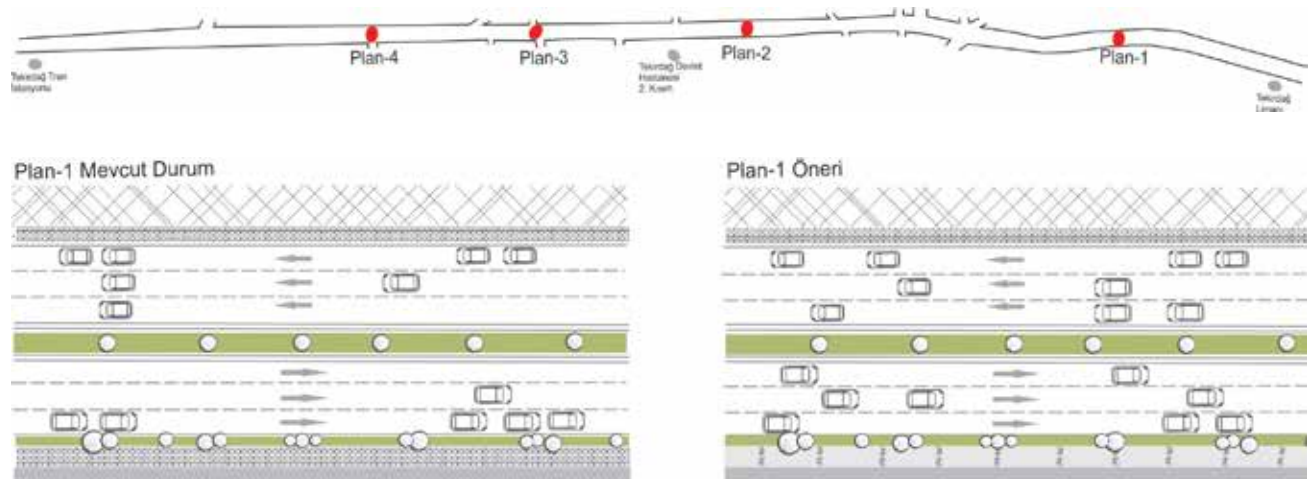 Plan-4
Plan-3
Plan-2
Plan-1
Tekirdağ Tren
İstasyonu
Tekirdağ Devlet
Hastanesi
2. Kısım
Tekirdağ
Limanı
Plan-1 Mevcut Durum
Plan-1 Öneri